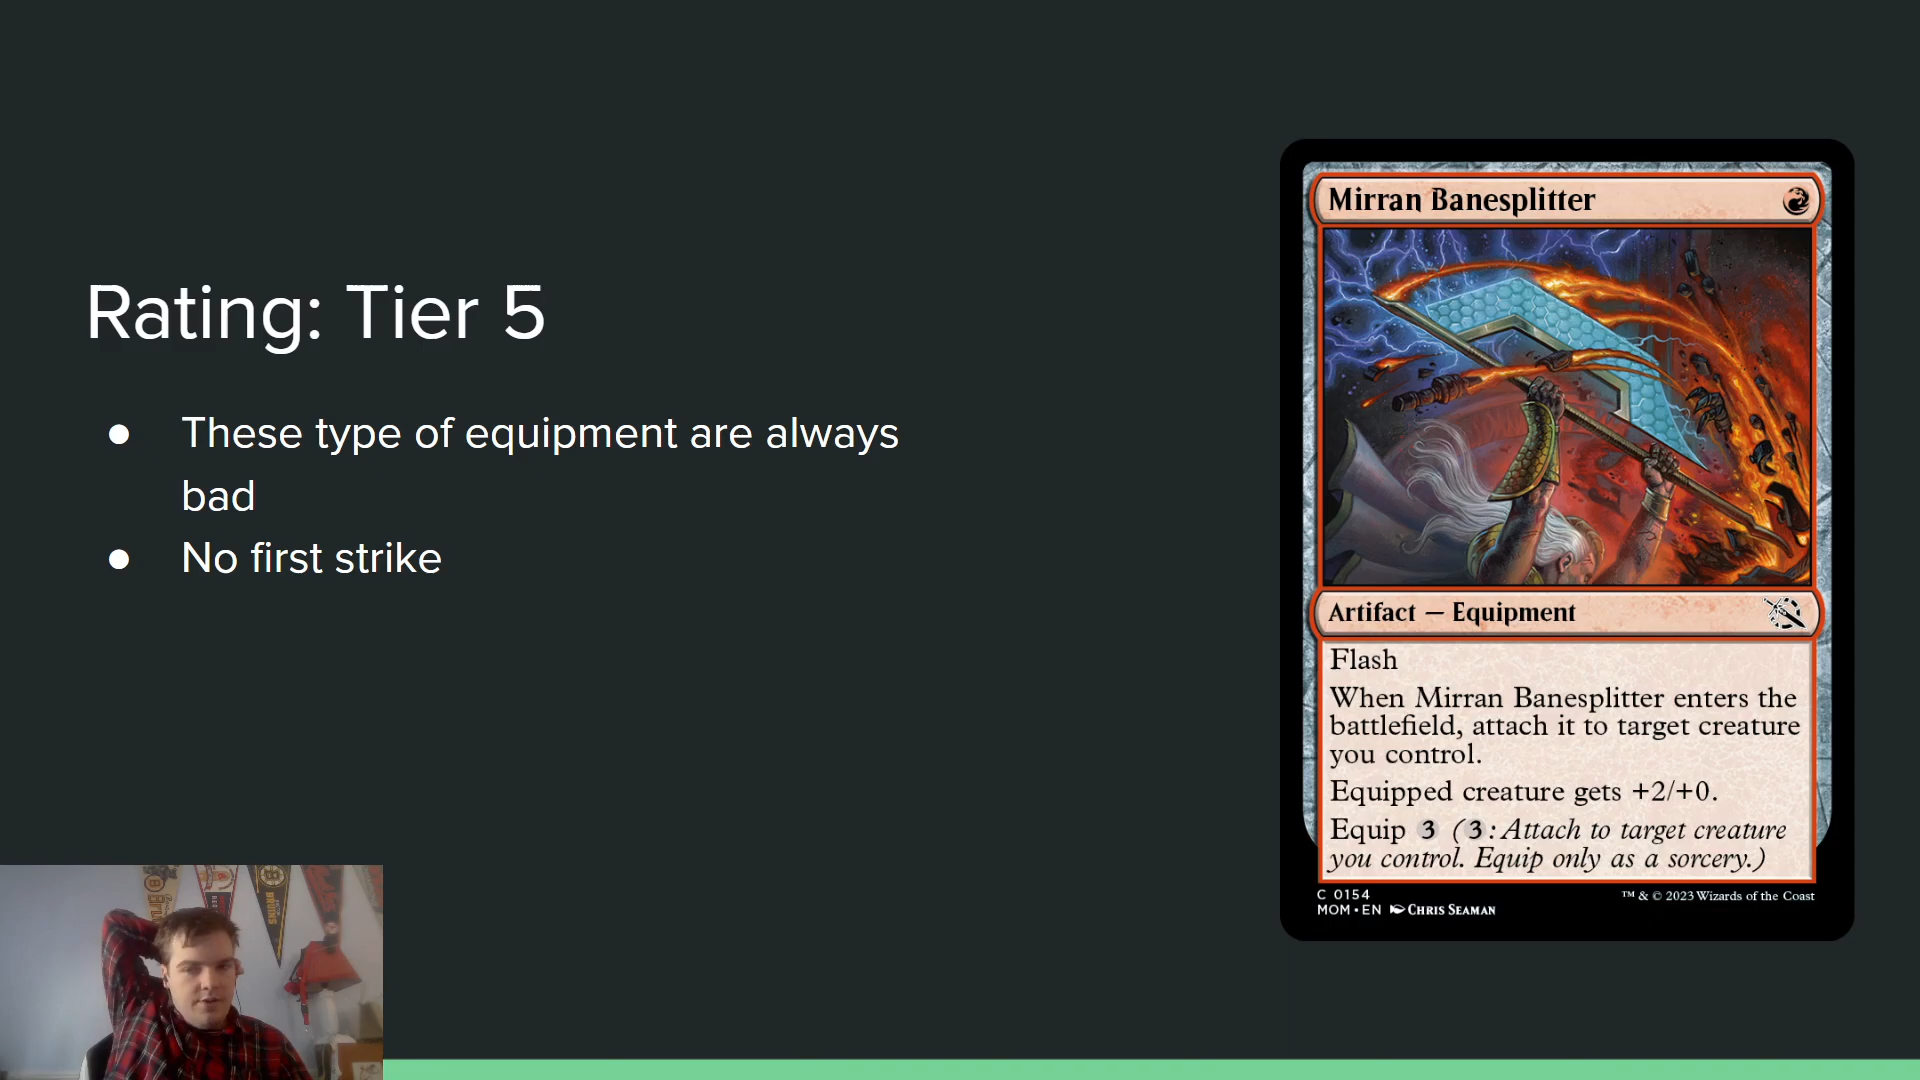 Rating: Tier 5
● These type of equipment are always
bad
● No first strike
Mirran Banesplitter
Artifact — Equipment
Flash
When Mirran Banesplitter enters the
battlefield, attach it to target creature
you control.
Equipped creature gets +2/+0.
Equip 3 (3: Attach to target creature
you control. Equip only as a sorcery.)
C 0154
MOM • EN CHRIS SEAMAN
™ & © 2023 Wizards of the Coast
BRUINS